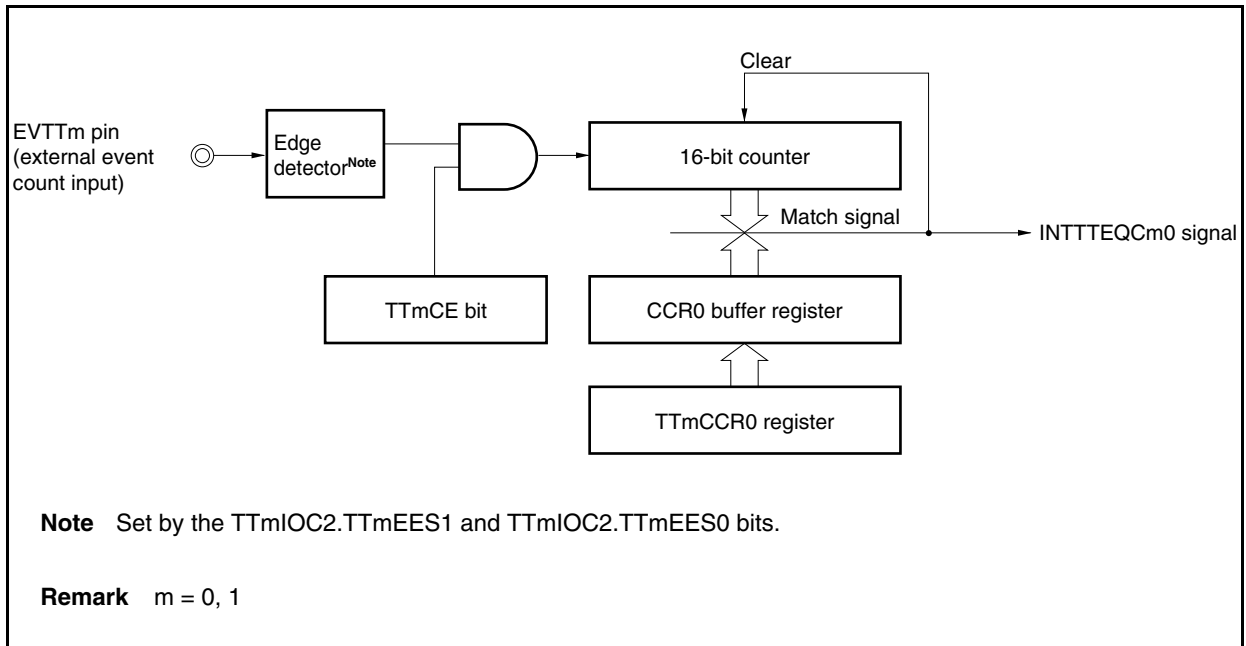 Clear
EVTTm pin
(external event
count input)
Edge
detectorNote
16-bit counter
Match signal
INTTTEQCm0 signal
TTmCE bit
CCR0 buffer register
TTmCCR0 register
Note Set by the TTmIOC2.TTmEES1 and TTmIOC2.TTmEES0 bits.
Remark m = 0, 1